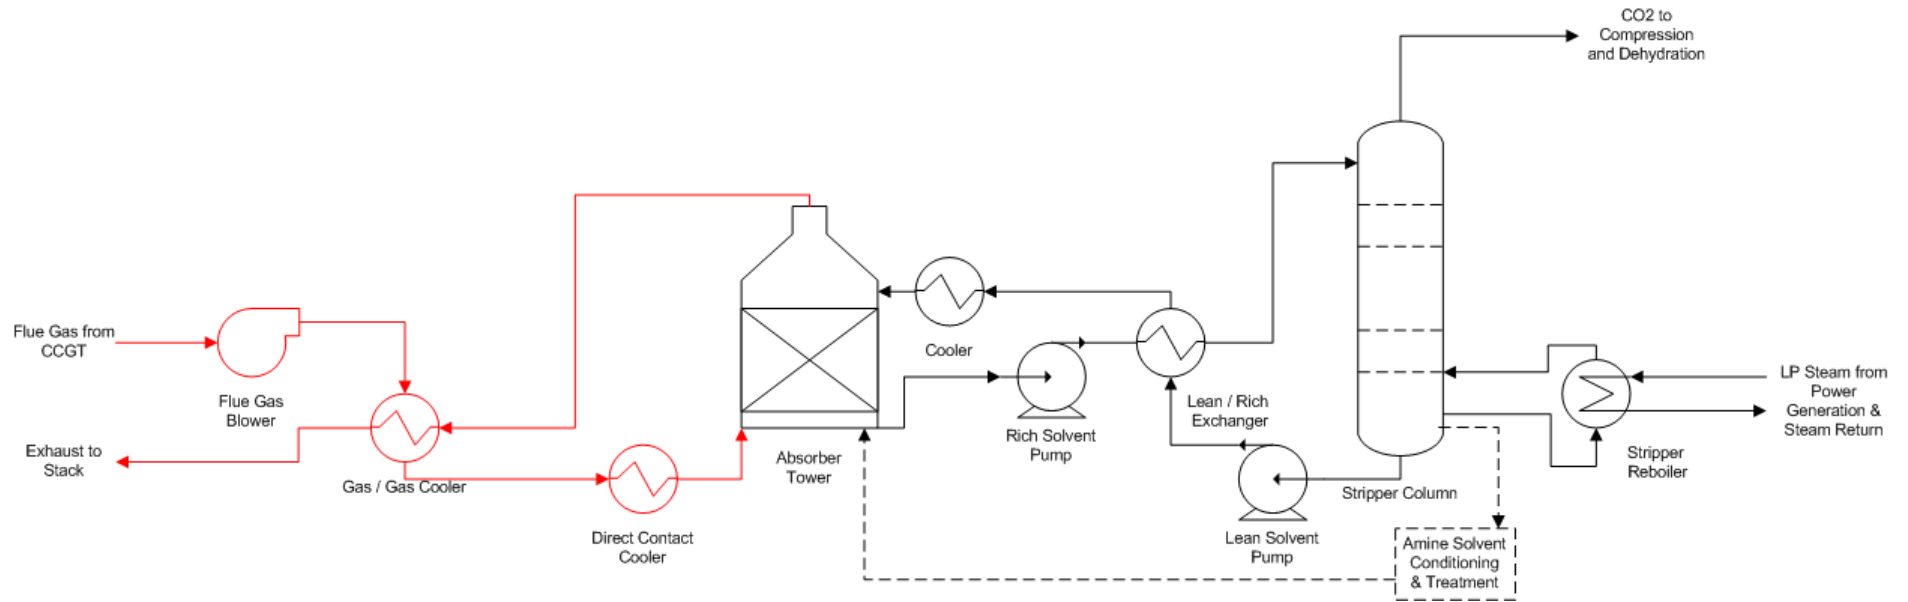 CO2 to
Compression
and Dehydration
Flue Gas from
CCGT
Flue Gas
Blower
Exhaust to
Stack
Gas / Gas Cooler
Direct Contact
Cooler
Absorber
Tower
Cooler
Rich Solvent
Pump
Lean / Rich
Exchanger
Lean Solvent
Pump
Stripper Column
LP Steam from
Power
Generation &
Steam Return
Stripper
Reboiler
Amine Solvent
Conditioning
& Treatment